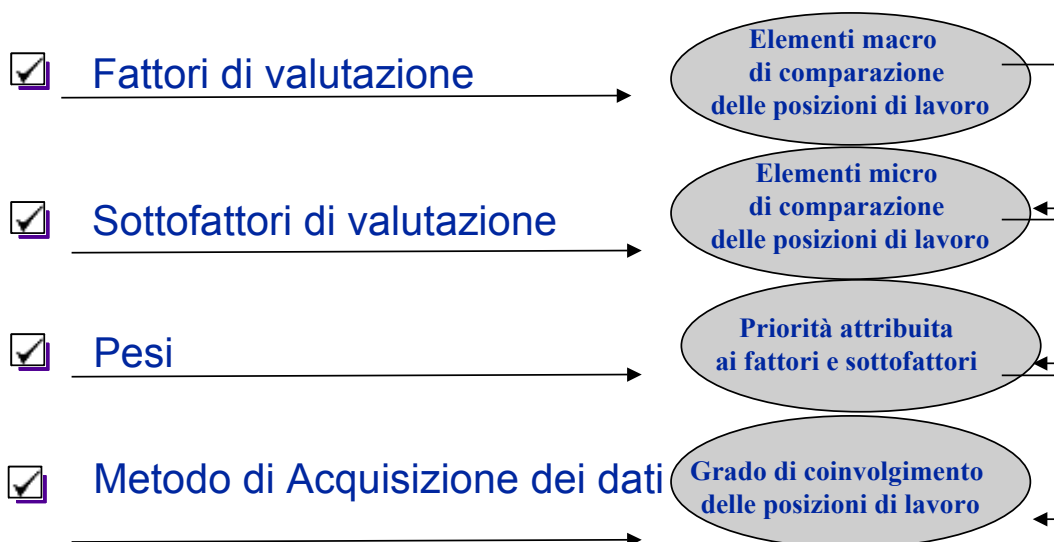 Fattori di valutazione
Elementi macro
di comparazione
delle posizioni di lavoro
Sottofattori di valutazione
Elementi micro
di comparazione
delle posizioni di lavoro
Pesi
Priorità attribuita
ai fattori e sottofattori
Metodo di Acquisizione dei dati
Grado di coinvolgimento
delle posizioni di lavoro